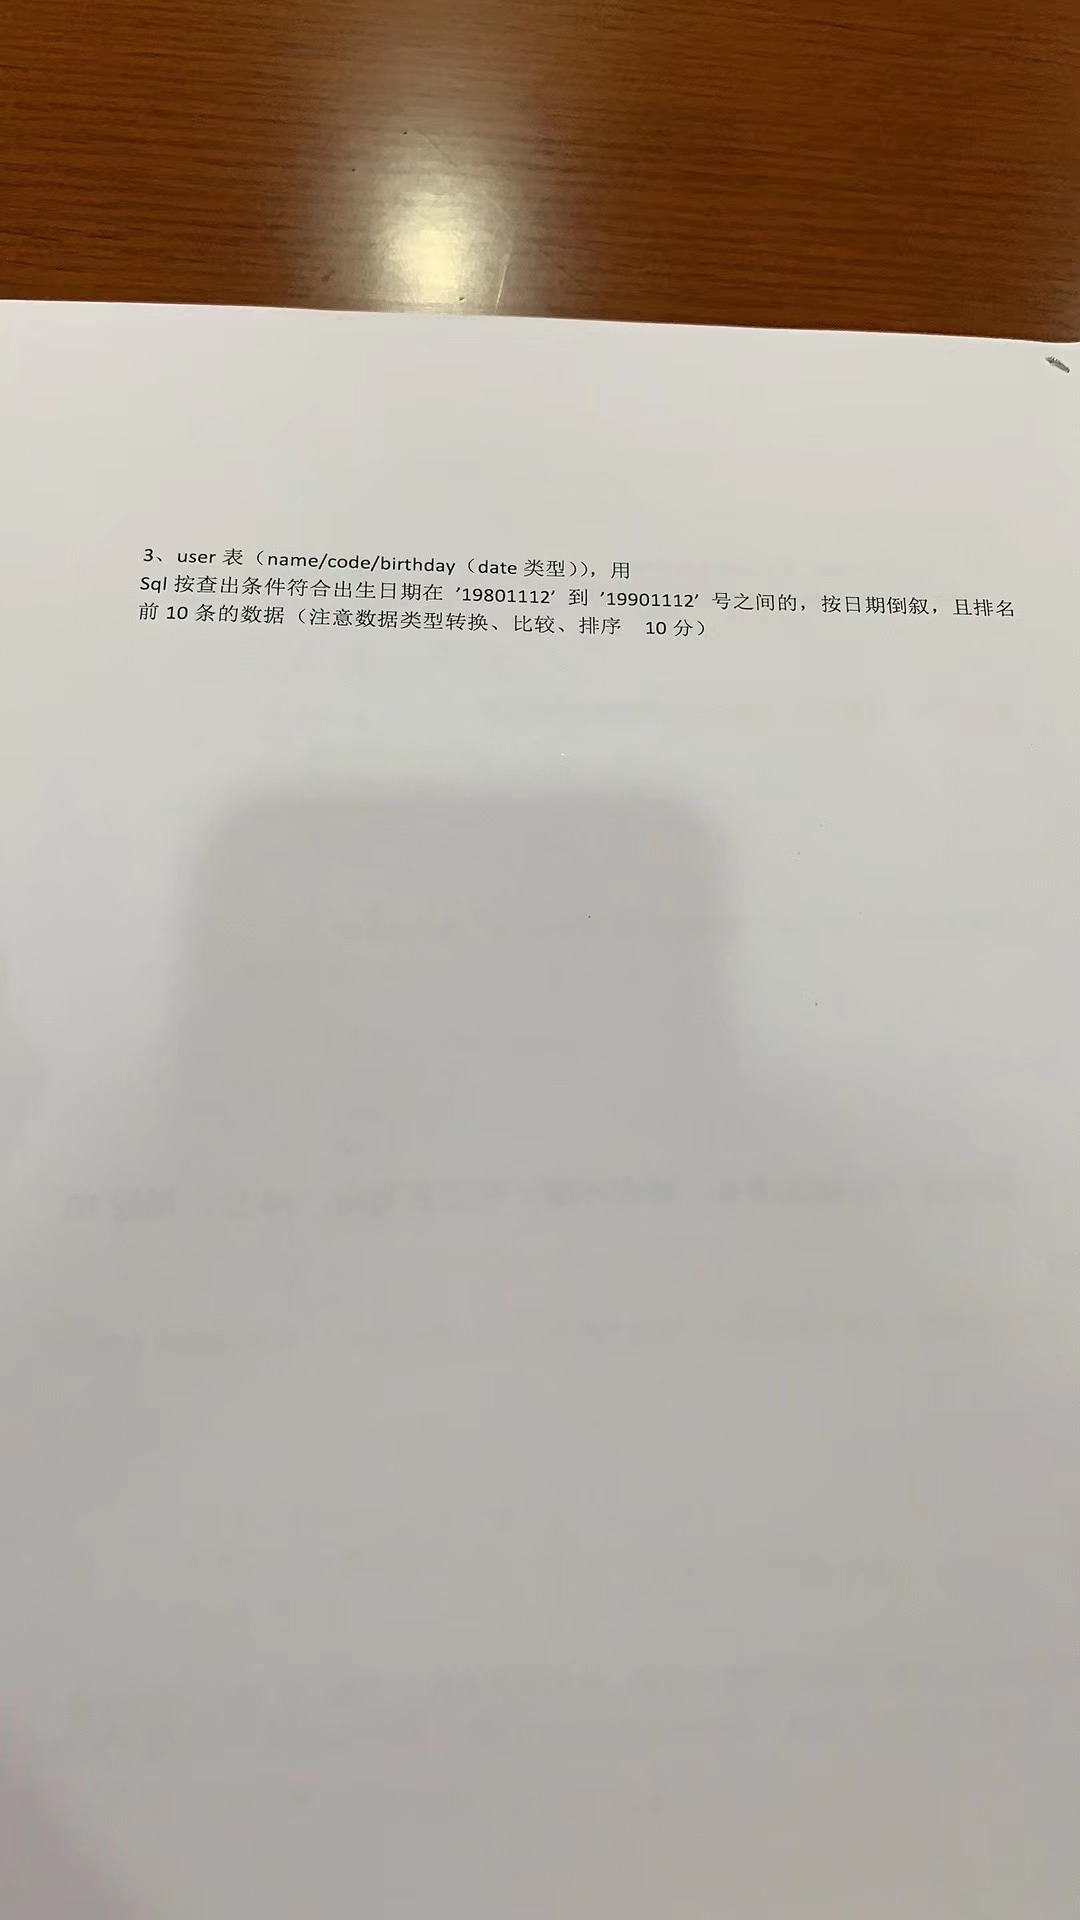 3、user 表（name/code/birthday（date 类型）），用
Sql 按查出条件符合出生日期在 ’19801112’ 到 ’19901112’ 号之间的，按日期倒叙，且排名
前 10 条的数据（注意数据类型转换、比较、排序 10 分）